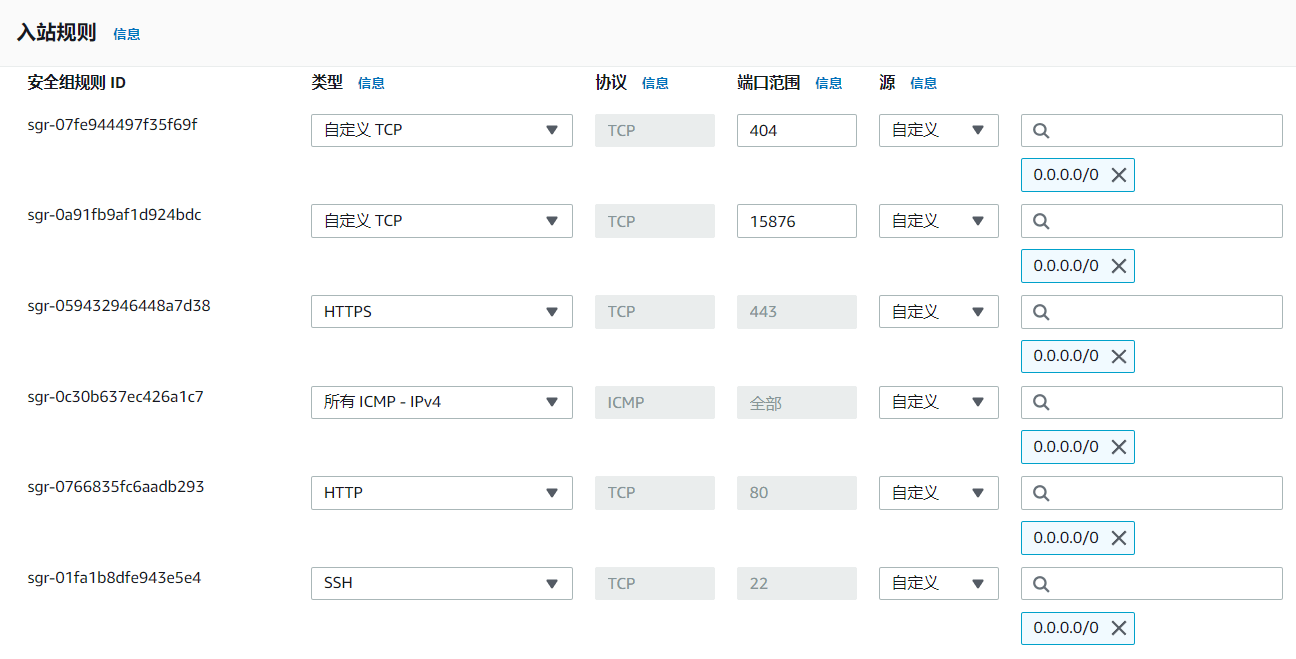 入站规则 信息
安全组规则 ID 类型 信息 协议 信息 端口范围 信息 源 信息
sgr-07fe944497f35f69f 自定义 TCP TCP 404 自定义
0.0.0.0/0
sgr-0a91fb9af1d924bdc 自定义 TCP TCP 15876 自定义
0.0.0.0/0
sgr-059432946448a7d38 HTTPS TCP 443 自定义
0.0.0.0/0
sgr-0c30b637ec426a1c7 所有 ICMP - IPv4 ICMP 全部 自定义
0.0.0.0/0
sgr-0766835fc6aadb293 HTTP TCP 80 自定义
0.0.0.0/0
sgr-01fa1b8dfe943e5e4 SSH TCP 22 自定义
0.0.0.0/0